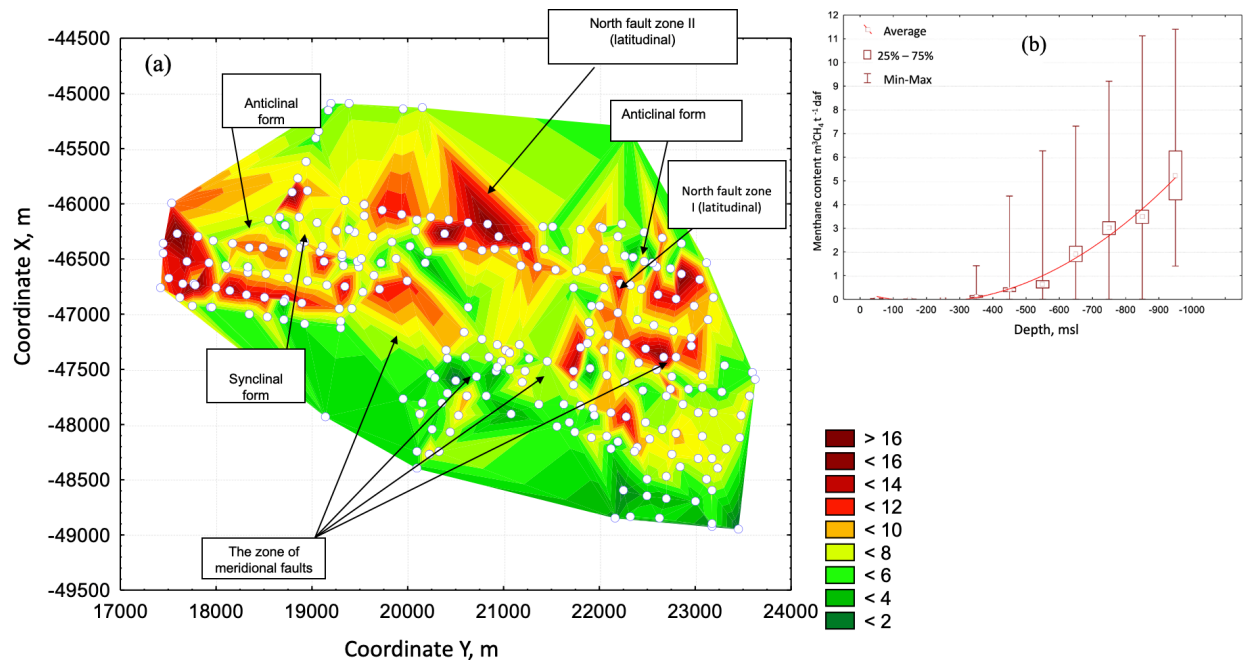 (a)
North fault zone II
(latitudinal)
Anticlinal
form
Anticlinal form
North fault zone
I (latitudinal)
Synclinal
form
The zone of
meridional faults
-44500
-45000
-45500
-46000
-46500
-47000
-47500
-48000
-48500
-49000
-49500
Coordinate X, m
17000 18000 19000 20000 21000 22000 23000 24000
Coordinate Y, m
(b)
Average
25% – 75%
Min-Max
12
11
10
9
8
7
6
5
4
3
2
1
0
Menthane content m³CH₄ t ⁻¹ daf
0 -100 -200 -300 -400 -500 -600 -700 -800 -900 -1000
Depth, msl
> 16
< 16
< 14
< 12
< 10
< 8
< 6
< 4
< 2